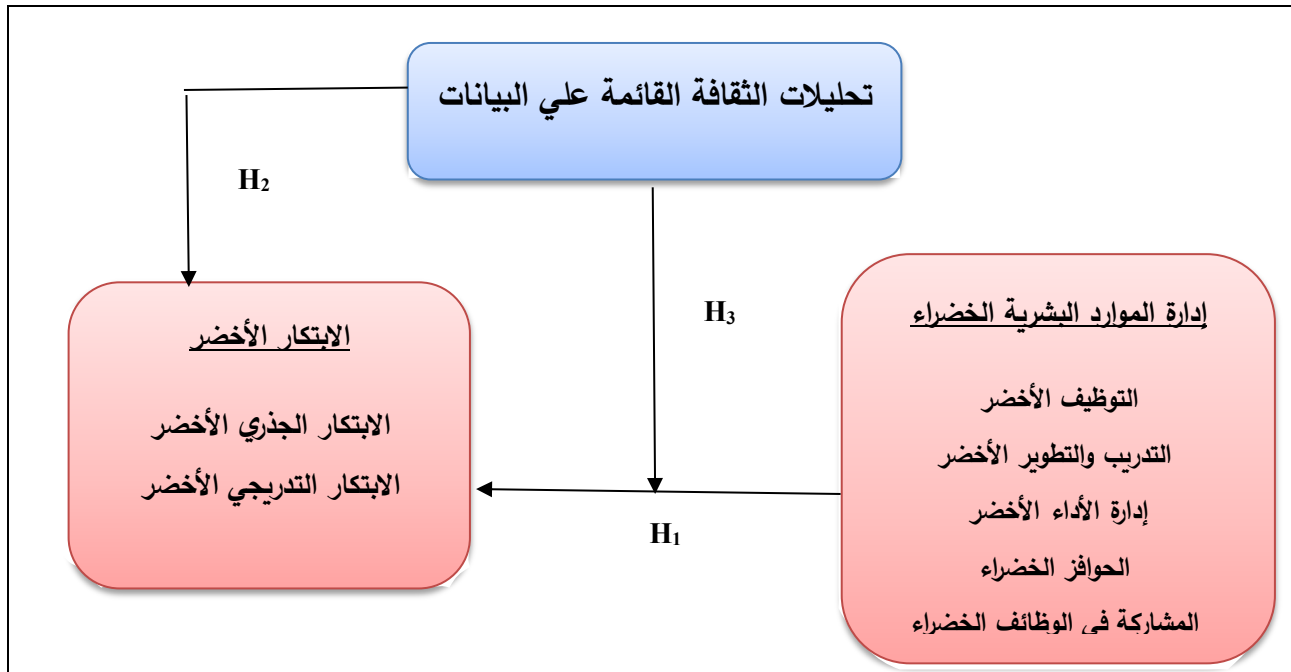 تحليلات الثقافة القائمة علي البيانات
H₂
H₃
إدارة الموارد البشرية الخضراء
التوظيف الأخضر
التدريب والتطوير الأخضر
إدارة الأداء الأخضر
الحوافز الخضراء
المشاركة في الوظائف الخضراء
H₁
الابتكار الأخضر
الابتكار الجذري الأخضر
الابتكار التدريجي الأخضر